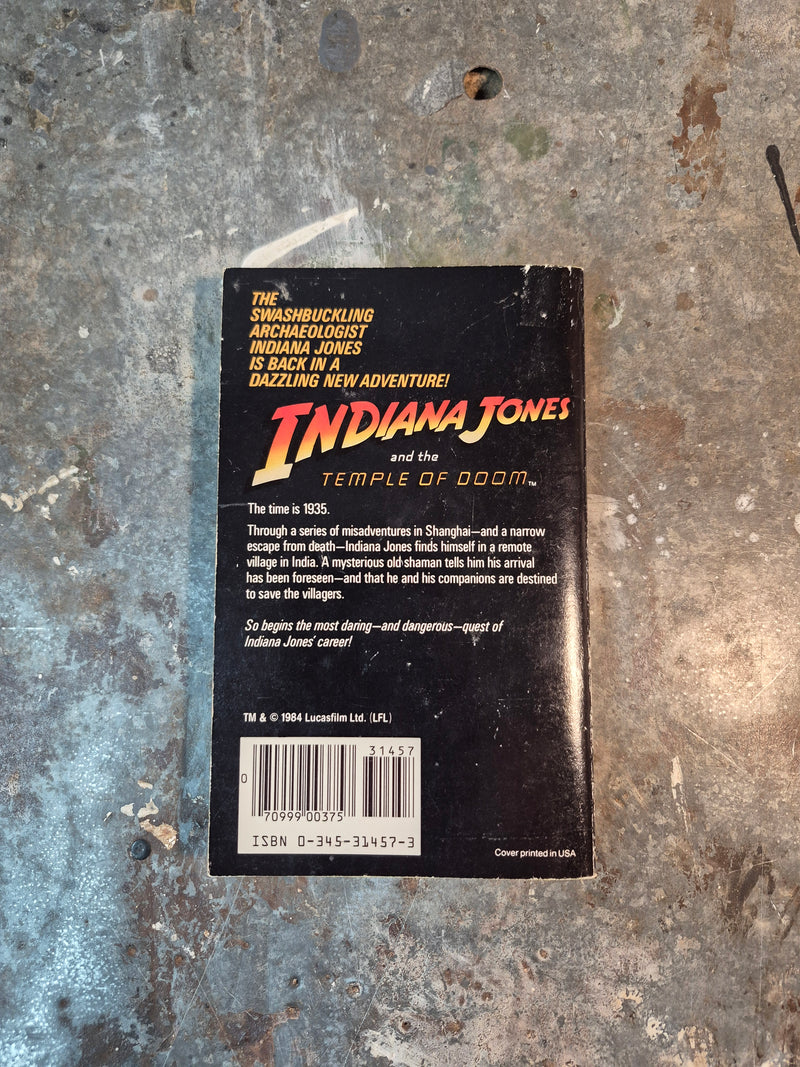 THE
SWASHBUCKLING
ARCHAEOLOGIST
INDIANA JONES
IS BACK IN A
DAZZLING NEW ADVENTURE!
INDIANA JONES
and the
TEMPLE OF DOOM™
The time is 1935.
Through a series of misadventures in Shanghai—and a narrow
escape from death—Indiana Jones finds himself in a remote
village in India. A mysterious old shaman tells him his arrival
has been foreseen—and that he and his companions are destined
to save the villagers.
So begins the most daring—and dangerous—quest of
Indiana Jones' career!
TM & © 1984 Lucasfilm Ltd. (LFL)
31457
0
70999 00375
ISBN 0-345-31457-3
Cover printed in USA